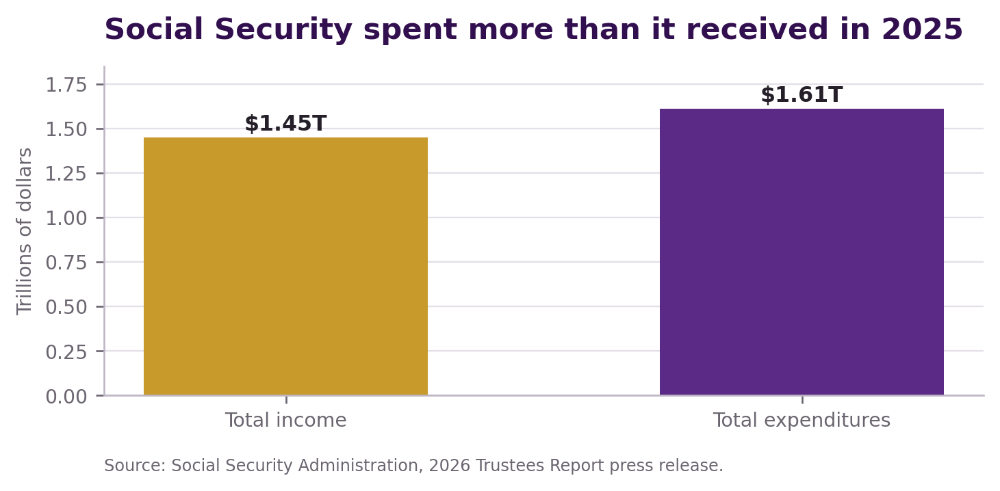 Social Security spent more than it received in 2025
Trillions of dollars
1.75
1.50
1.25
1.00
0.75
0.50
0.25
0.00
$1.45T
$1.61T
Total income
Total expenditures
Source: Social Security Administration, 2026 Trustees Report press release.